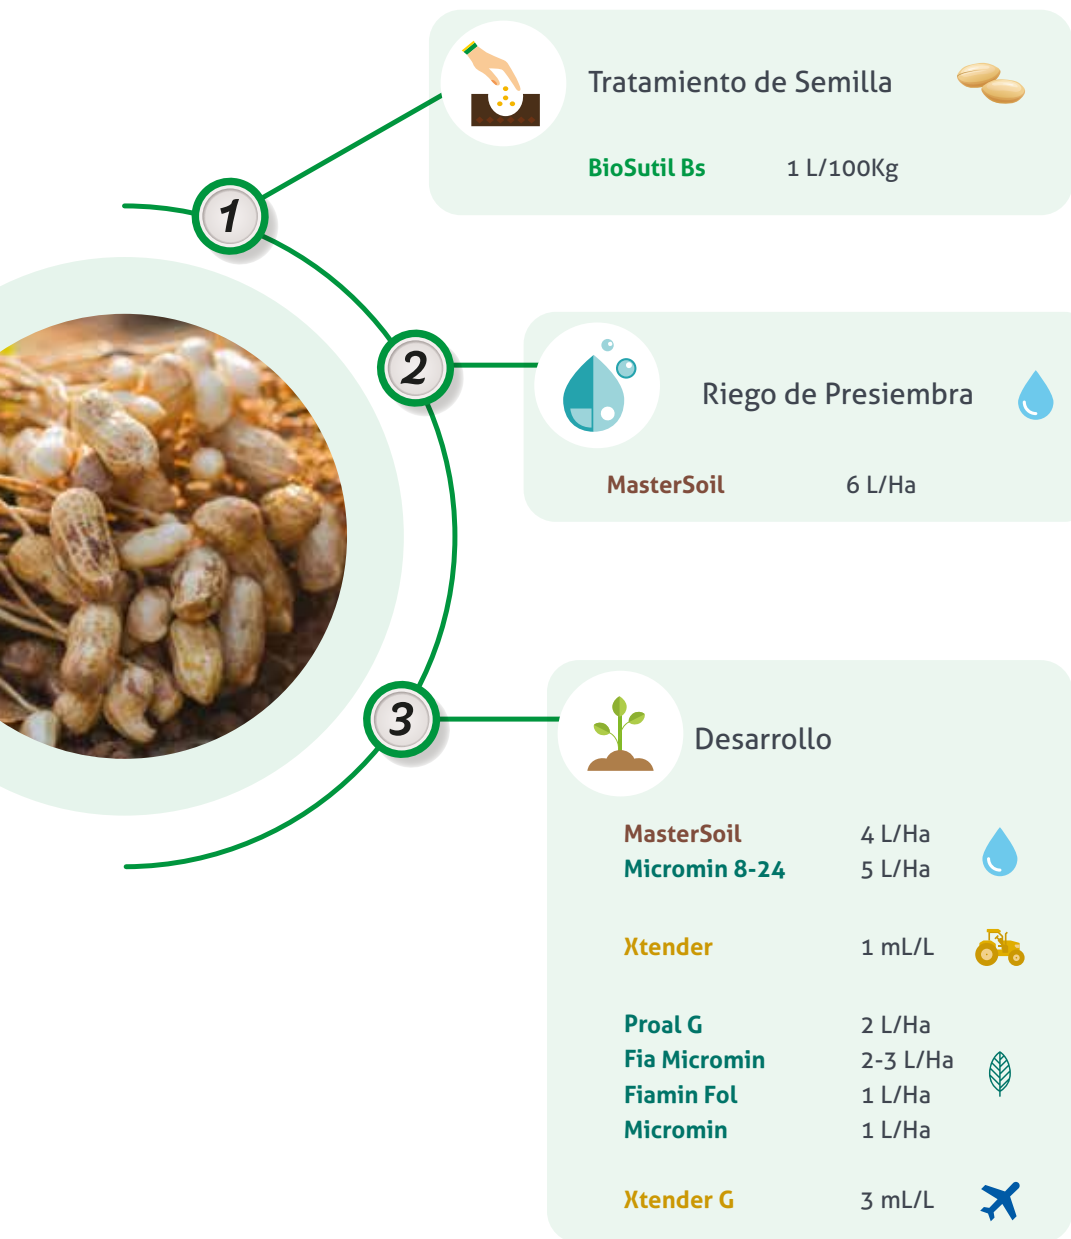 1
Tratamiento de Semilla
BioSutil Bs 1 L/100Kg
2
Riego de Presiembra
MasterSoil 6 L/Ha
3
Desarrollo
MasterSoil 4 L/Ha
Micromin 8-24 5 L/Ha
Xtender 1 mL/L
Proal G 2 L/Ha
Fia Micromin 2-3 L/Ha
Fiamin Fol 1 L/Ha
Micromin 1 L/Ha
Xtender G 3 mL/L